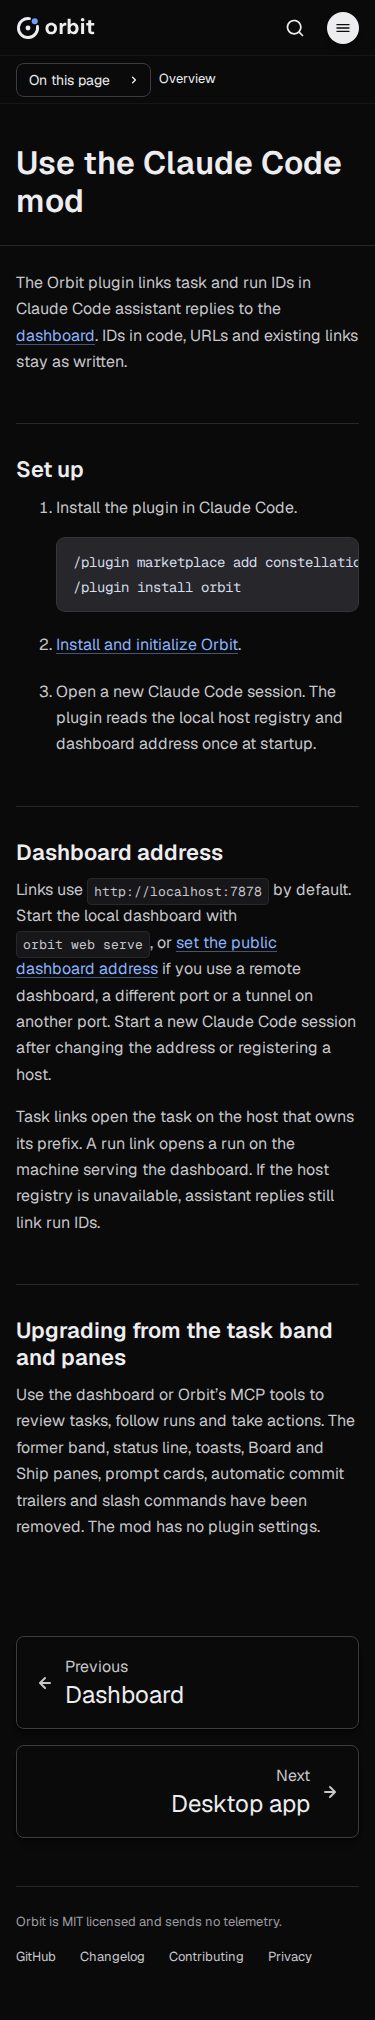 orbit
On this page
Overview
Use the Claude Code
mod
The Orbit plugin links task and run IDs in
Claude Code assistant replies to the
dashboard. IDs in code, URLs and existing links
stay as written.
Set up
1. Install the plugin in Claude Code.
/plugin marketplace add
/plugin install orbit
2. Install and initialize Orbit.
3. Open a new Claude Code session. The
plugin reads the local host registry and
dashboard address once at startup.
Dashboard address
Links use http://localhost:7878 by default.
Start the local dashboard with
orbit web serve, or set the public
dashboard address if you use a remote
dashboard, a different port or a tunnel on
another port. Start a new Claude Code session
after changing the address or registering a
host.
Task links open the task on the host that owns
its prefix. A run link opens a run on the
machine serving the dashboard. If the host
registry is unavailable, assistant replies still
link run IDs.
Upgrading from the task band
and panes
Use the dashboard or Orbit’s MCP tools to
review tasks, follow runs and take actions. The
former band, status line, toasts, Board and
Ship panes, prompt cards, automatic commit
trailers and slash commands have been
removed. The mod has no plugin settings.
Previous
Dashboard
Next
Desktop app
Orbit is MIT licensed and sends no telemetry.
GitHub Changelog Contributing Privacy